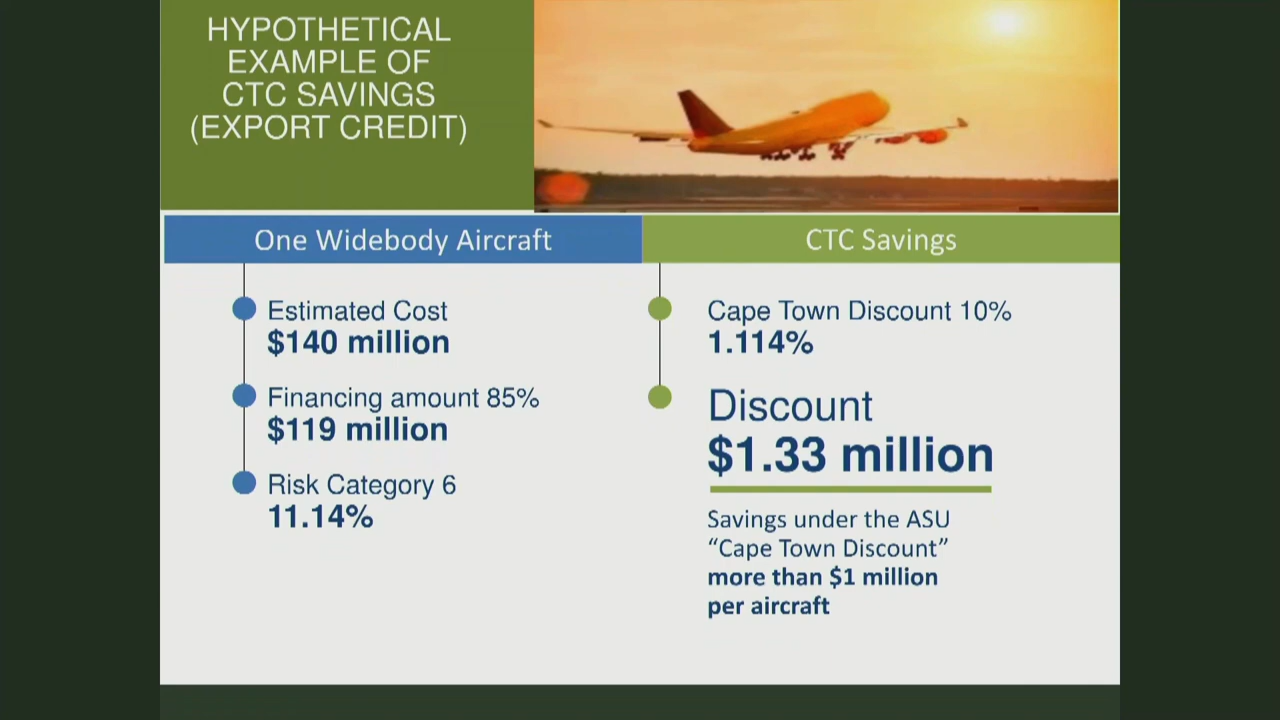 HYPOTHETICAL
EXAMPLE OF
CTC SAVINGS
(EXPORT CREDIT)
One Widebody Aircraft
Estimated Cost
$140 million
Financing amount 85%
$119 million
Risk Category 6
11.14%
CTC Savings
Cape Town Discount 10%
1.114%
Discount
$1.33 million
Savings under the ASU
“Cape Town Discount”
more than $1 million
per aircraft